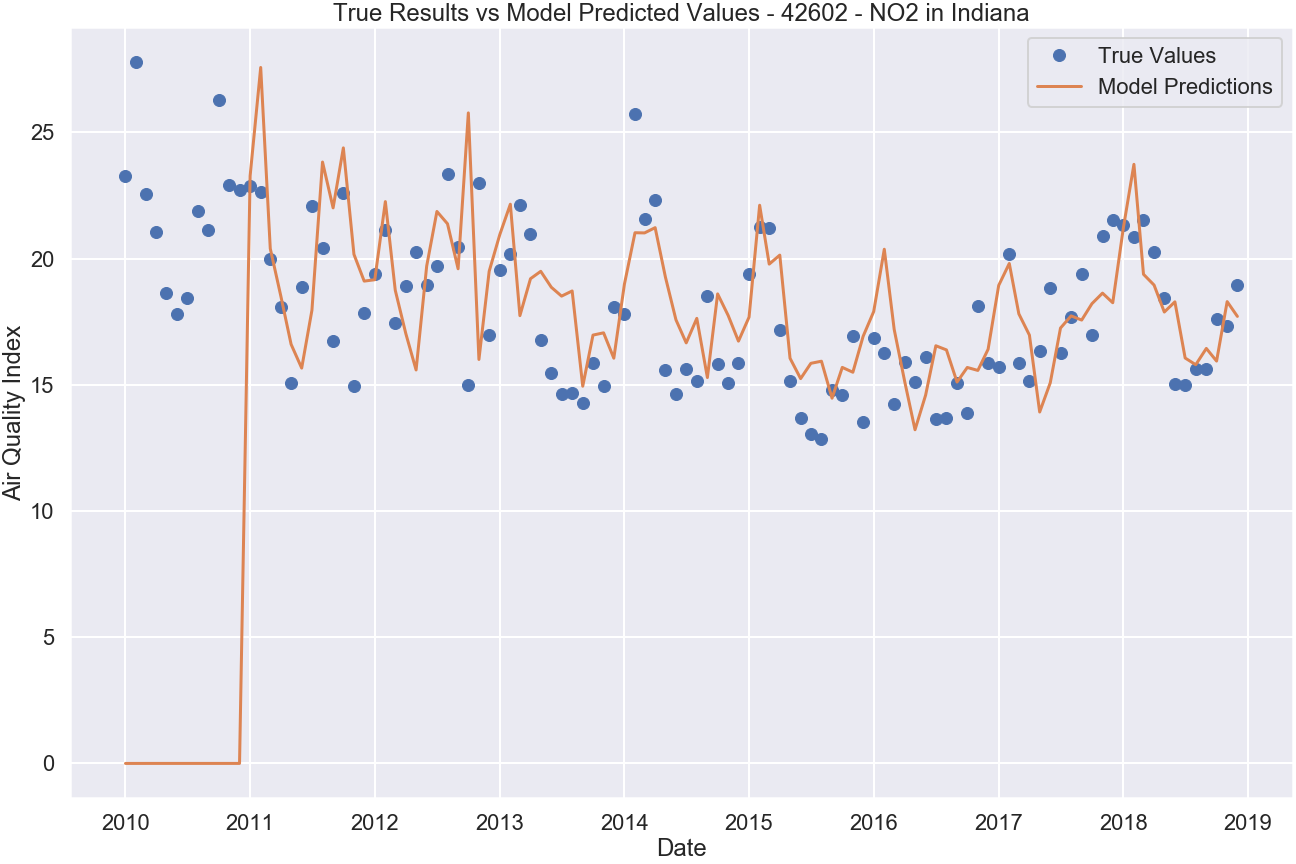 True Results vs Model Predicted Values - 42602 - NO2 in Indiana
True Values
Model Predictions
Air Quality Index
25
20
15
10
5
0
2010 2011 2012 2013 2014 2015 2016 2017 2018 2019
Date